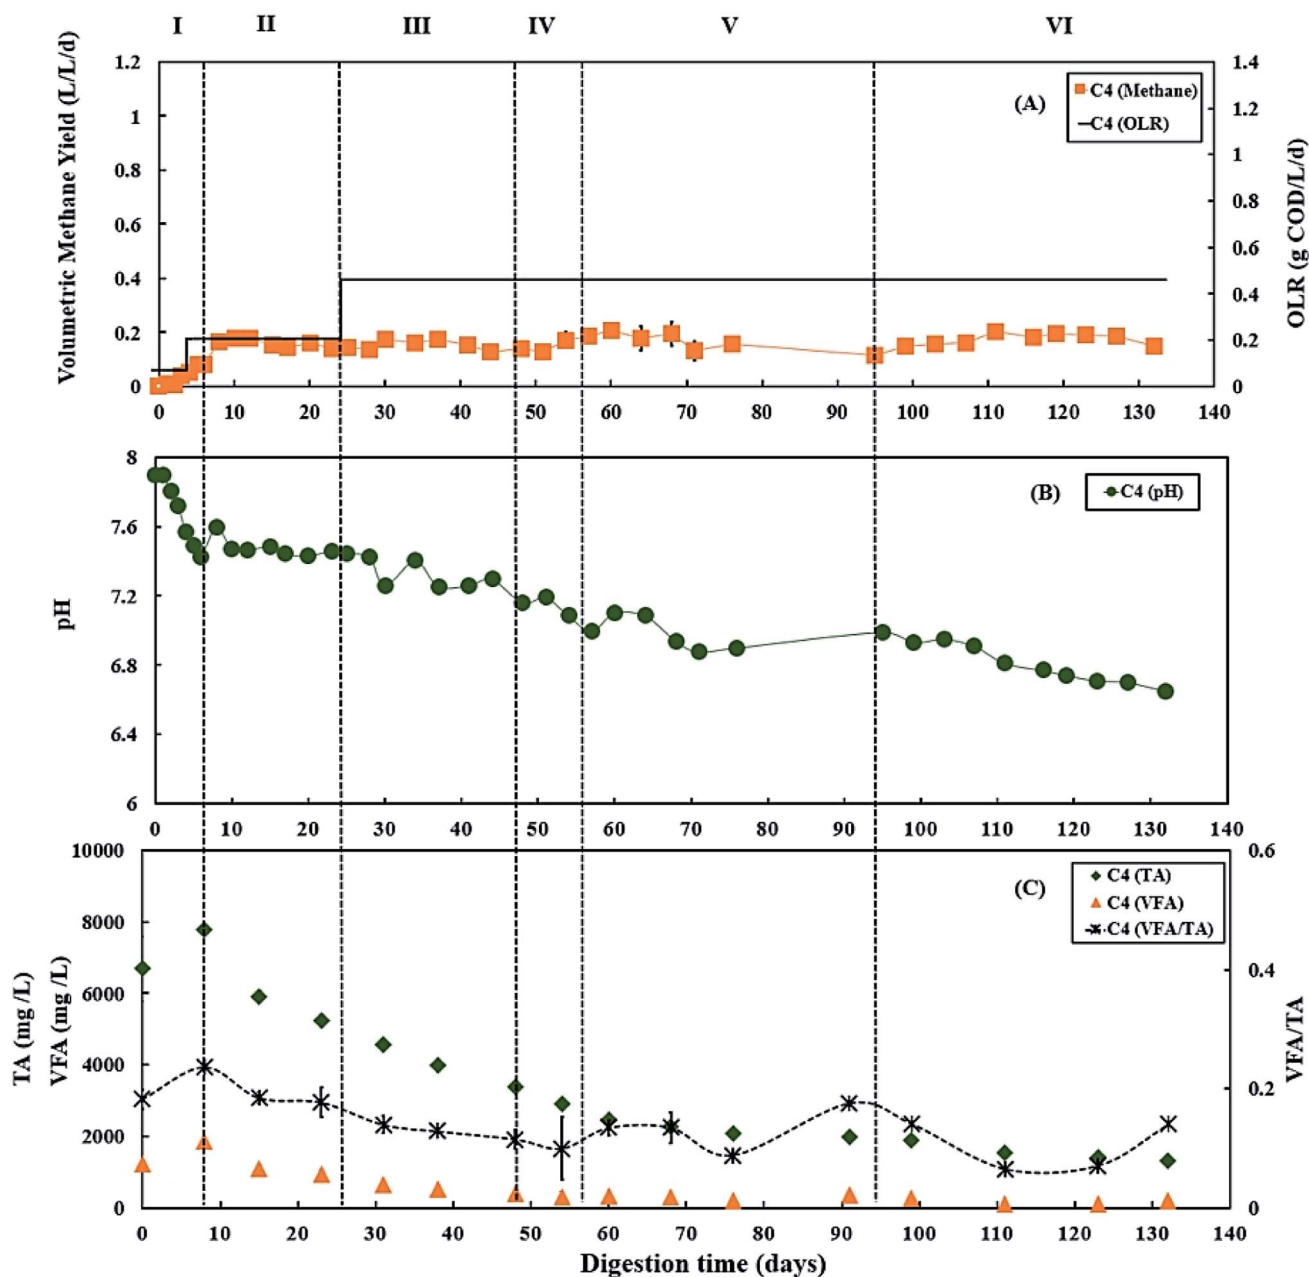 I II III IV V VI
Volumetric Methane Yield (L/L/d)
1.2
1
0.8
0.6
0.4
0.2
0
(A)
C4 (Methane)
C4 (OLR)
1.4
1.2
1
0.8
0.6
0.4
0.2
0
OLR (g COD/L/d)
0 10 20 30 40 50 60 70 80 90 100 110 120 130 140
pH
8
7.6
7.2
6.8
6.4
6
(B)
C4 (pH)
0 10 20 30 40 50 60 70 80 90 100 110 120 130 140
TA (mg /L)
VFA (mg /L)
10000
8000
6000
4000
2000
0
(C)
C4 (TA)
C4 (VFA)
C4 (VFA/TA)
0.6
0.4
0.2
0
VFA/TA
0 10 20 30 40 50 60 70 80 90 100 110 120 130 140
Digestion time (days)